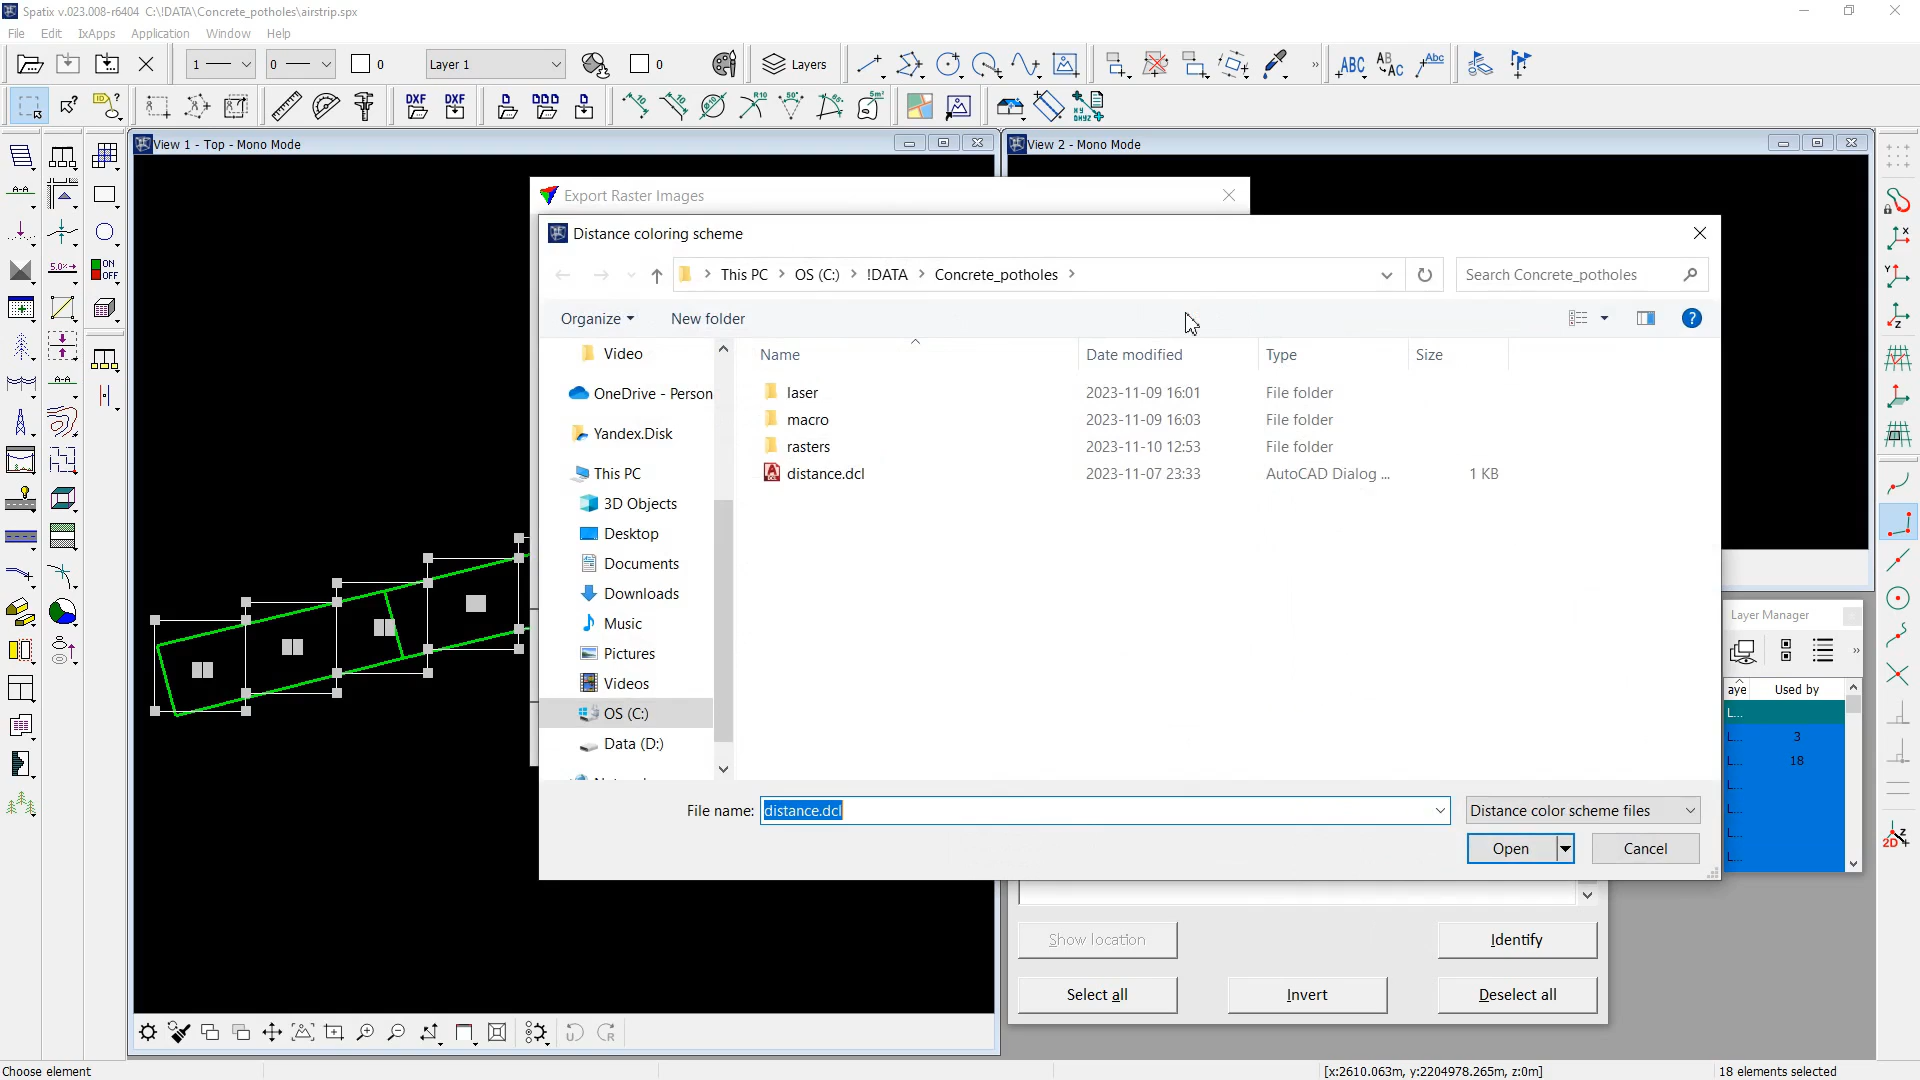 Spatix v.023.008-r6404 C:\!DATA\Concrete_potholes\airstrip.spx
File Edit IxApps Application Window Help
1 0 0 Layer 1 0 Layers
DXF DXF
View 1 - Top - Mono Mode
View 2 - Mono Mode
Export Raster Images
Distance coloring scheme
This PC OS (C:) !DATA Concrete_potholes
Search Concrete_potholes
Organize New folder
Name Date modified Type Size
Video
OneDrive - Person
Yandex.Disk
This PC
3D Objects
Desktop
Documents
Downloads
Music
Pictures
Videos
OS (C:)
Data (D:)
laser 2023-11-09 16:01 File folder
macro 2023-11-09 16:03 File folder
rasters 2023-11-10 12:53 File folder
distance.dcl 2023-11-07 23:33 AutoCAD Dialog ... 1 KB
File name: distance.dcl Distance color scheme files
Open Cancel
Layer Manager
aye Used by
L...
L... 3
L... 18
L...
L...
L...
L...
Show location Identify
Select all Invert Deselect all
Choose element [x:2610.063m, y:2204978.265m, z:0m] 18 elements selected